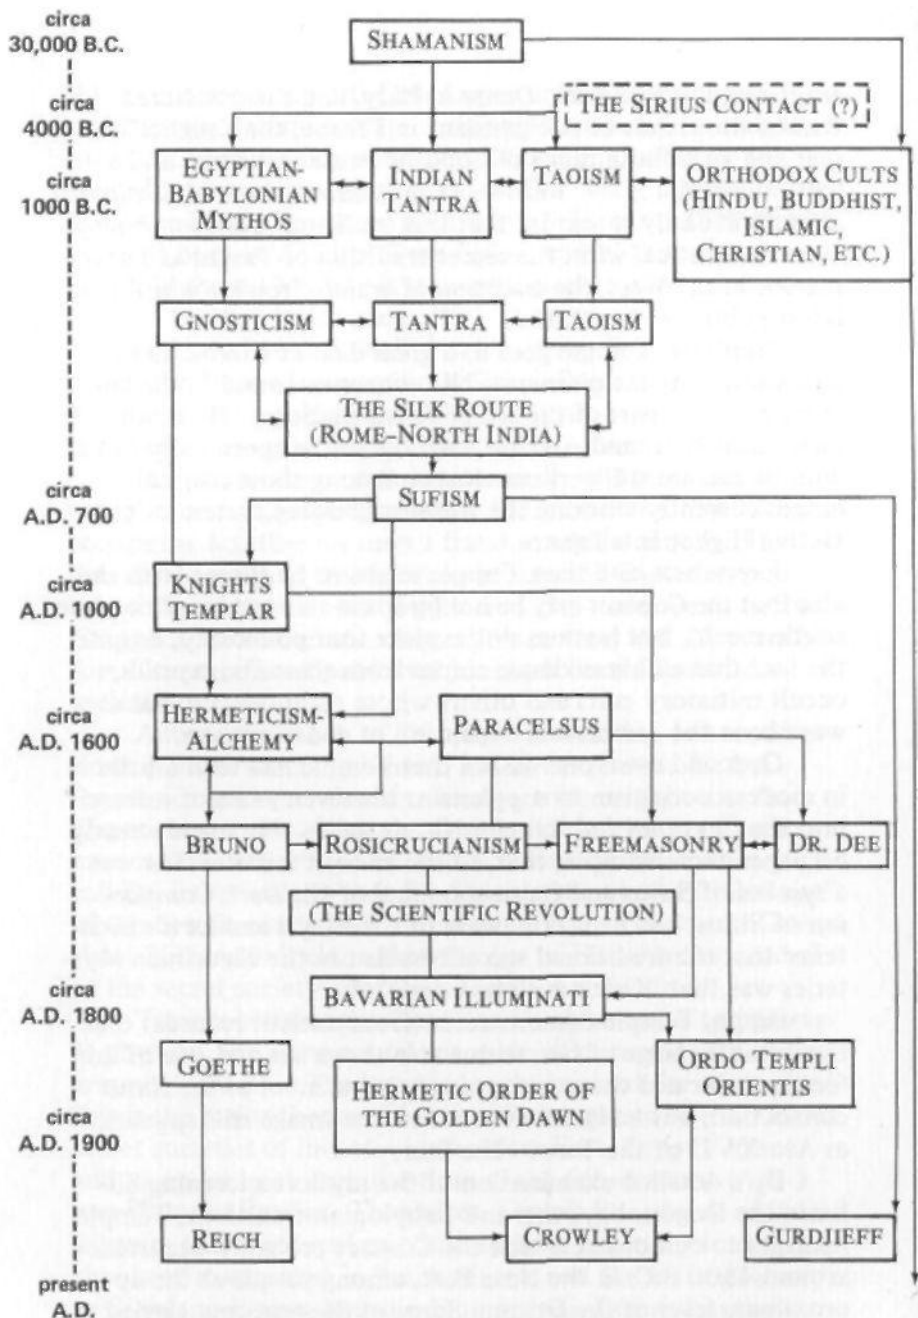 circa
30,000 B.C.
SHAMANISM
circa
4000 B.C.
THE SIRIUS CONTACT (?)
circa
1000 B.C.
EGYPTIAN-
BABYLONIAN
MYTHOS
INDIAN
TANTRA
TAOISM
ORTHODOX CULTS
(HINDU, BUDDHIST,
ISLAMIC,
CHRISTIAN, ETC.)
GNOSTICISM
TANTRA
TAOISM
THE SILK ROUTE
(ROME–NORTH INDIA)
circa
A.D. 700
SUFISM
circa
A.D. 1000
KNIGHTS
TEMPLAR
circa
A.D. 1600
HERMETICISM-
ALCHEMY
PARACELSUS
BRUNO
ROSICRUCIANISM
FREEMASONRY
DR. DEE
(THE SCIENTIFIC REVOLUTION)
circa
A.D. 1800
BAVARIAN ILLUMINATI
GOETHE
HERMETIC ORDER OF
THE GOLDEN DAWN
ORDO TEMPLI
ORIENTIS
circa
A.D. 1900
REICH
CROWLEY
GURDJIEFF
present
A.D.